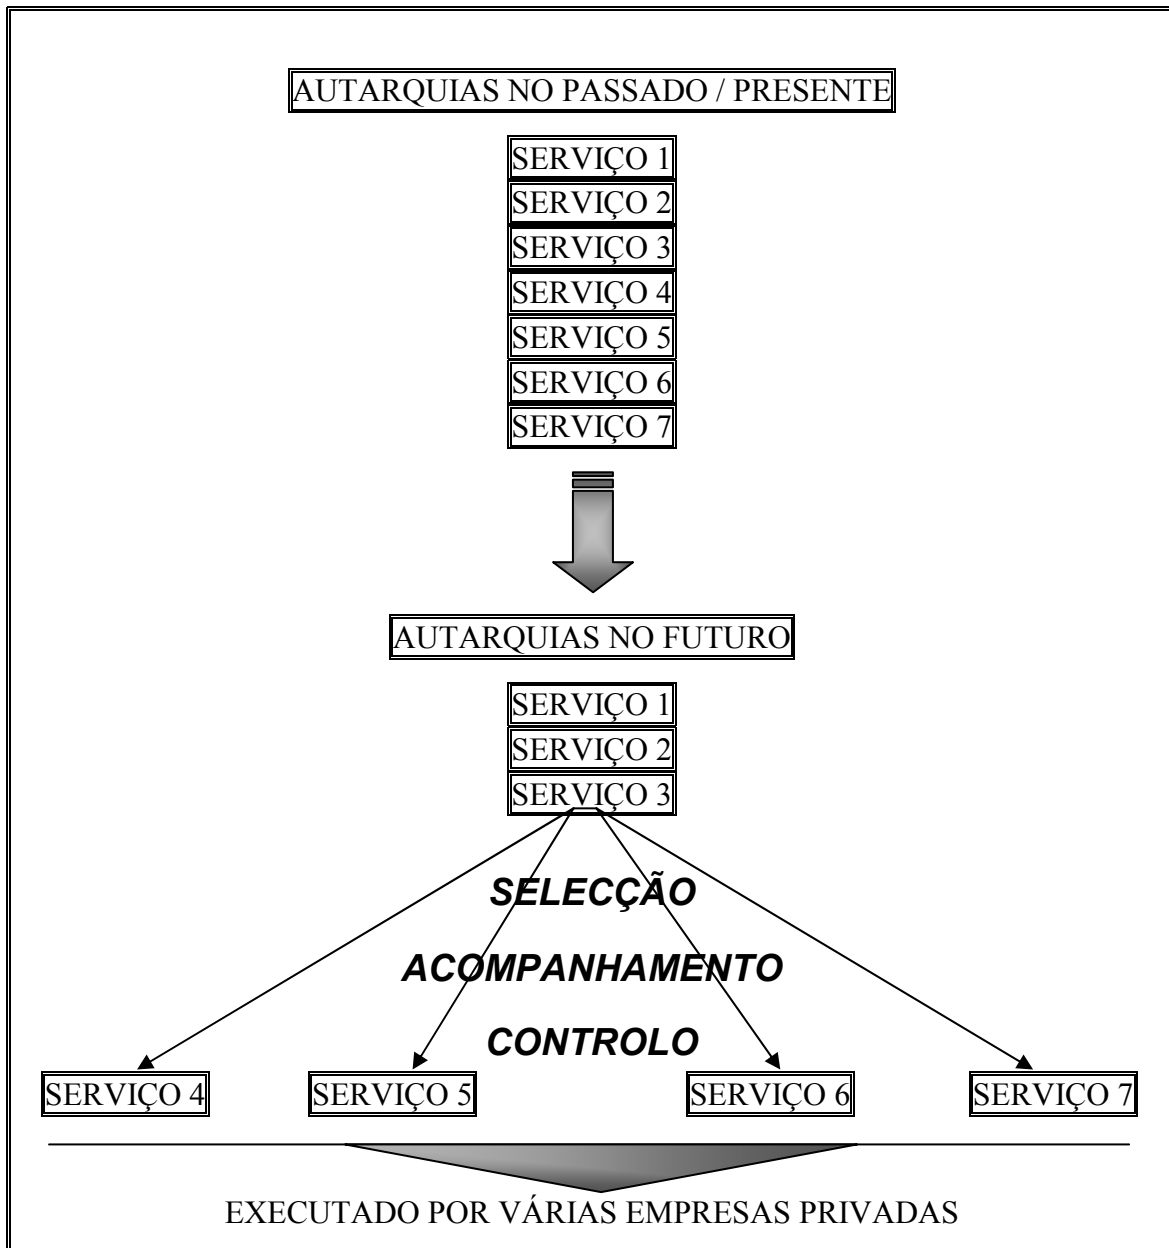 AUTARQUIAS NO PASSADO / PRESENTE
SERVIÇO 1
SERVIÇO 2
SERVIÇO 3
SERVIÇO 4
SERVIÇO 5
SERVIÇO 6
SERVIÇO 7
AUTARQUIAS NO FUTURO
SERVIÇO 1
SERVIÇO 2
SERVIÇO 3
SELECÇÃO
ACOMPANHAMENTO
CONTROLO
SERVIÇO 4 SERVIÇO 5 SERVIÇO 6 SERVIÇO 7
EXECUTADO POR VÁRIAS EMPRESAS PRIVADAS